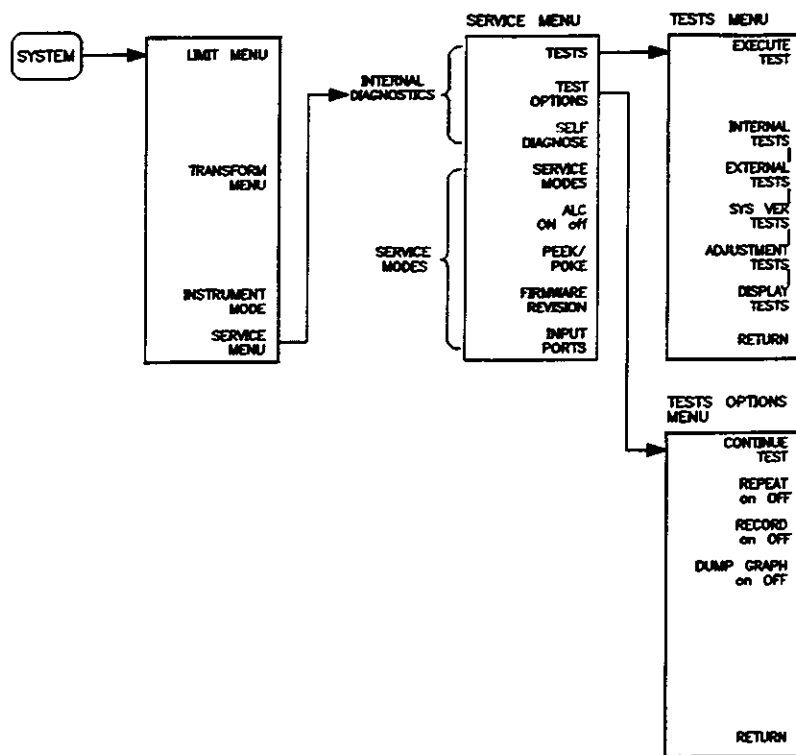 SYSTEM
LIMIT MENU
TRANSFORM
MENU
INSTRUMENT
MODE
SERVICE
MENU
INTERNAL
DIAGNOSTICS
SERVICE
MODES
SERVICE MENU
TESTS
TEST
OPTIONS
SELF
DIAGNOSE
SERVICE
MODES
ALC
ON off
PEEK/
POKE
FIRMWARE
REVISION
INPUT
PORTS
TESTS MENU
EXECUTE
TEST
INTERNAL
TESTS
EXTERNAL
TESTS
SYS VER
TESTS
ADJUSTMENT
TESTS
DISPLAY
TESTS
RETURN
TESTS OPTIONS
MENU
CONTINUE
TEST
REPEAT
on OFF
RECORD
on OFF
DUMP GRAPH
on OFF
RETURN